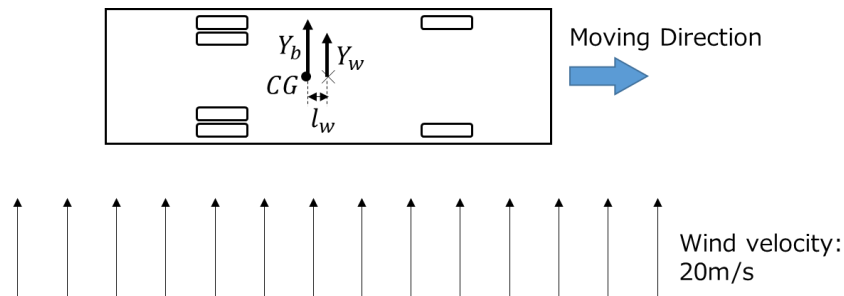 Y_b
Y_w
CG
l_w
Moving Direction
Wind velocity:
20m/s